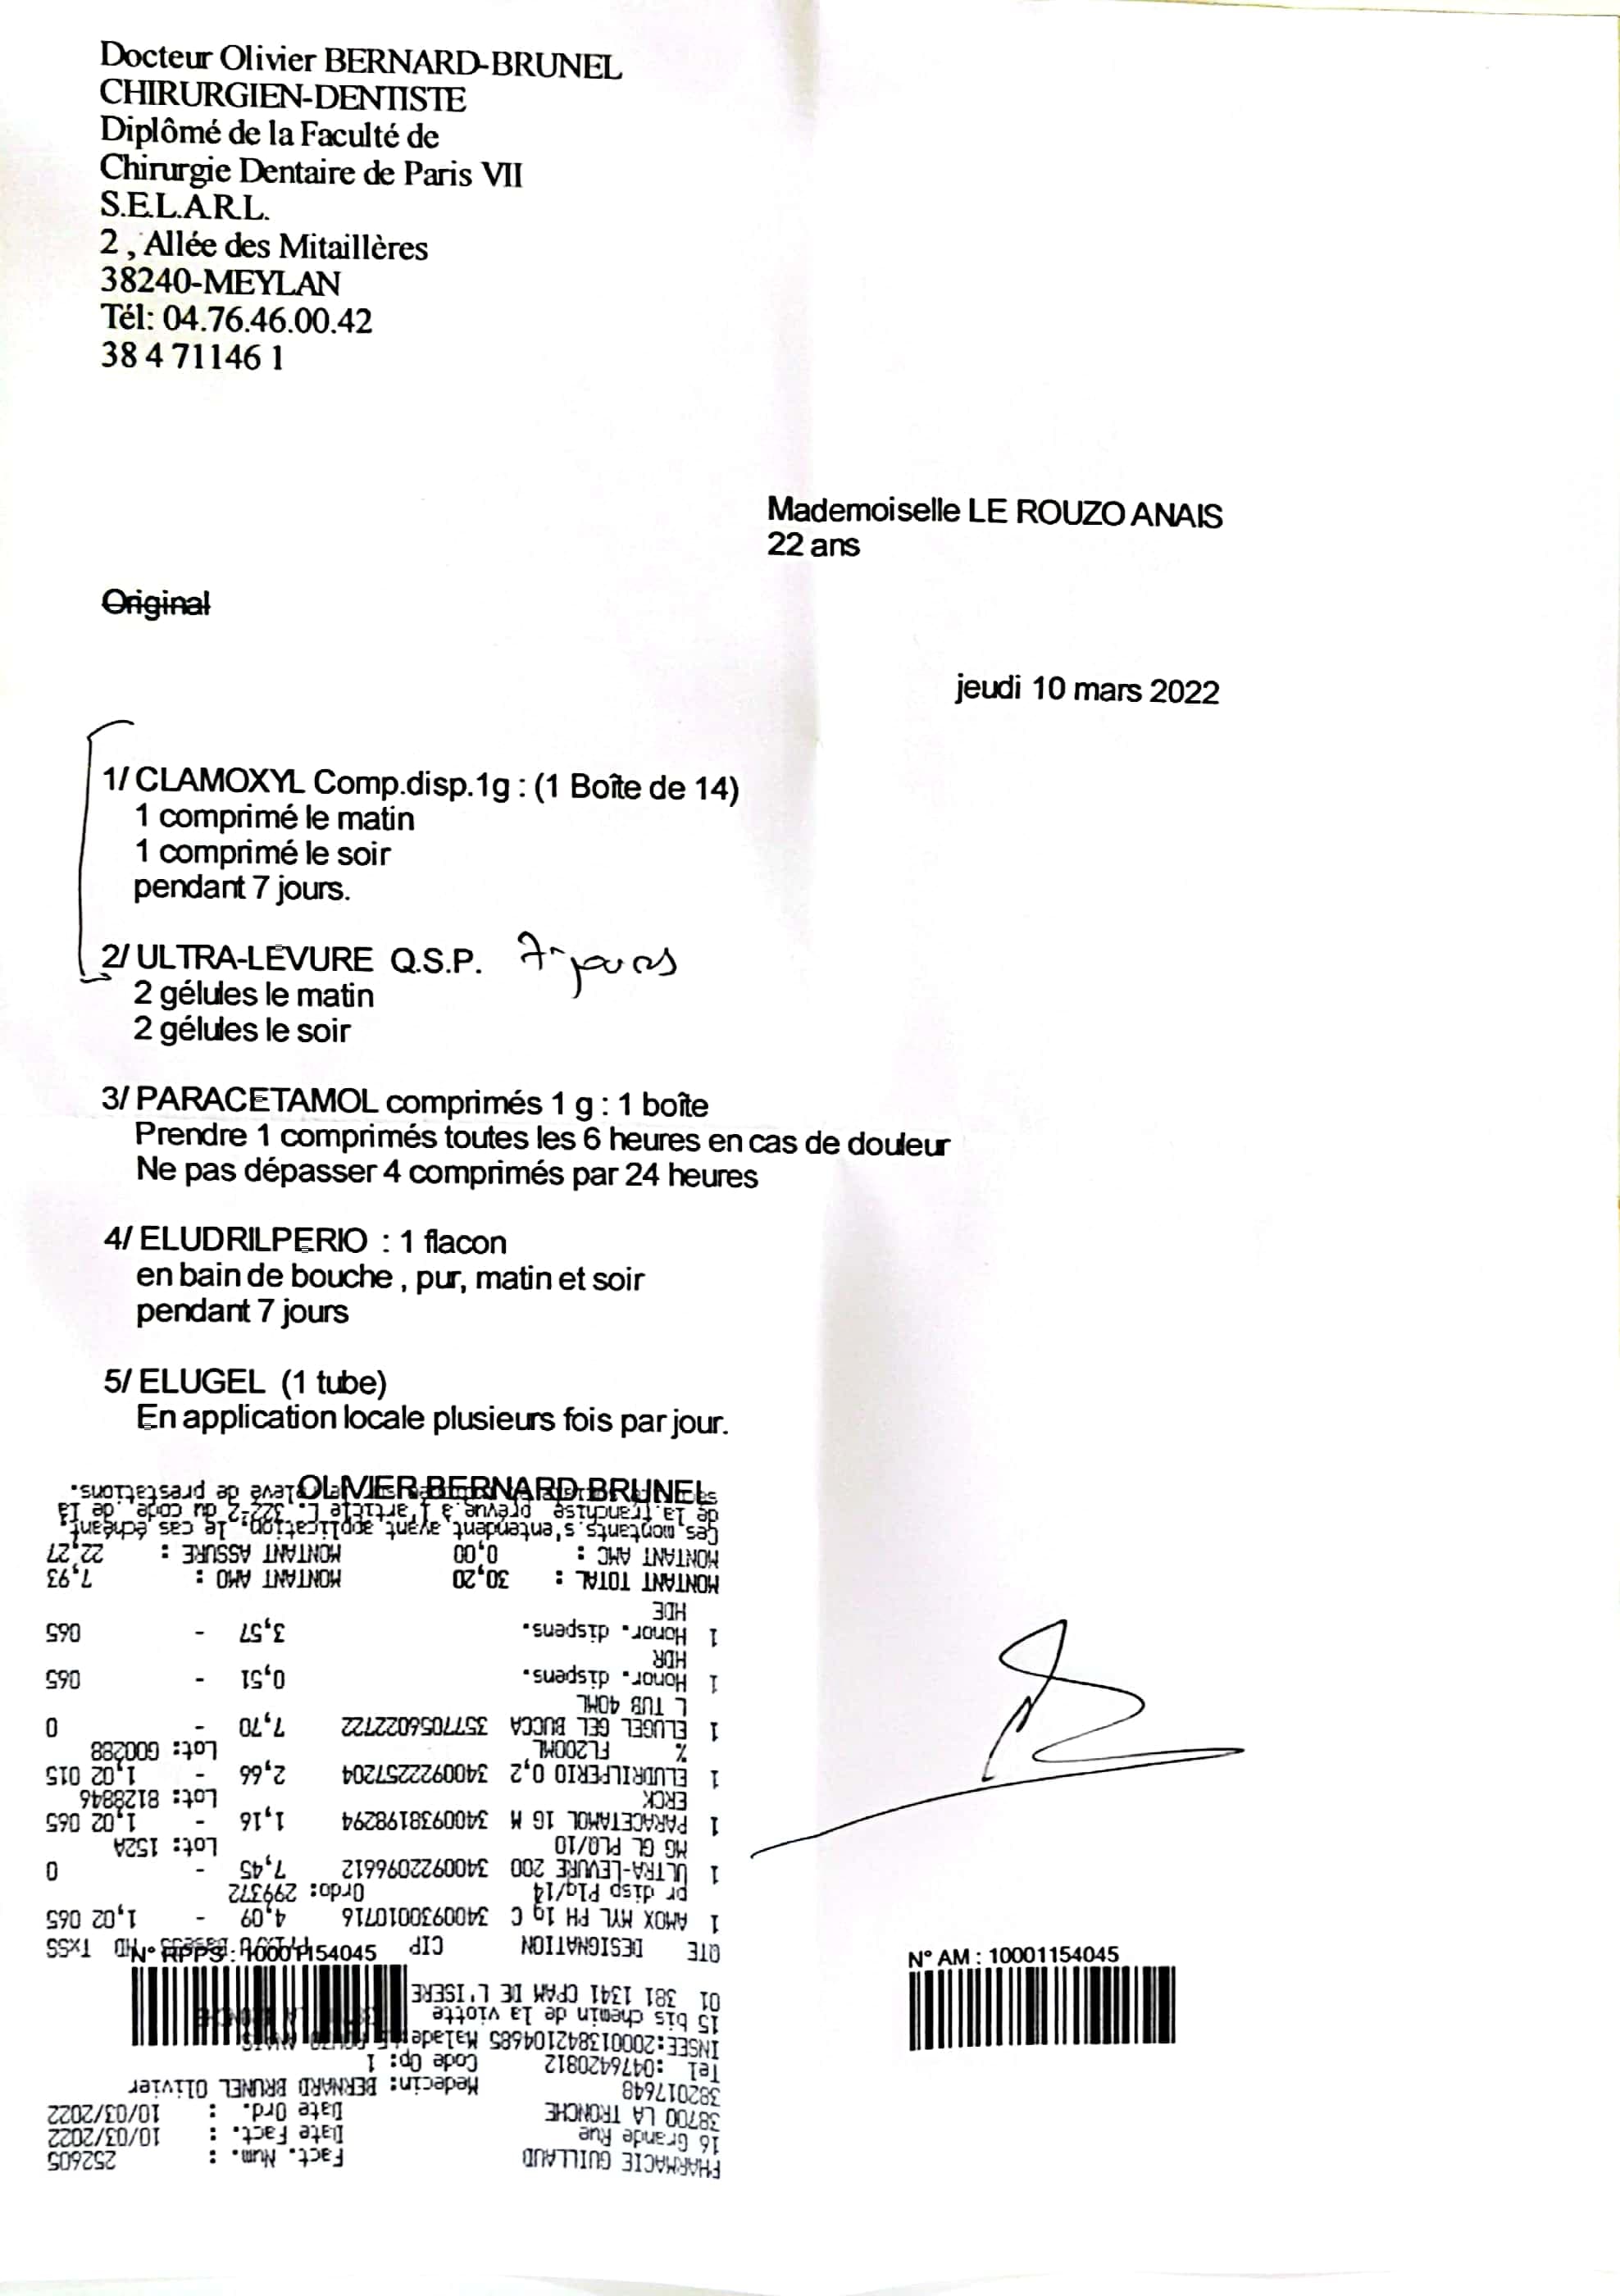 Docteur Olivier BERNARD-BRUNEL
CHIRURGIEN-DENTISTE
Diplômé de la Faculté de
Chirurgie Dentaire de Paris VII
S.E.L.A.R.L.
2 , Allée des Mitaillères
38240-MEYLAN
Tél: 04.76.46.00.42
38 4 71146 1
Mademoiselle LE ROUZO ANAIS
22 ans
Original
jeudi 10 mars 2022
1/ CLAMOXYL Comp.disp.1g : (1 Boîte de 14)
1 comprimé le matin
1 comprimé le soir
pendant 7 jours.
2/ ULTRA-LEVURE Q.S.P. 7 jours
2 gélules le matin
2 gélules le soir
3/ PARACETAMOL comprimés 1 g : 1 boîte
Prendre 1 comprimés toutes les 6 heures en cas de douleur
Ne pas dépasser 4 comprimés par 24 heures
4/ ELUDRILPERIO : 1 flacon
en bain de bouche , pur, matin et soir
pendant 7 jours
5/ ELUGEL (1 tube)
En application locale plusieurs fois par jour.
OLIVIER BERNARD-BRUNEL
N° RPPS : 10001154045
N° AM : 10001154045
PHARMACIE GUILLAUD Fact. Num. : 252605
16 Grande Rue Date Fact. : 10/03/2022
38700 LA TRONCHE Date Ord. : 10/03/2022
382017648 Medecin: BERNARD BRUNEL Olivier
Tel :0476420812 Code Op: 1
INSEE:200013842104685 Malade:
15 bis chemin de la viotte
01 381 1341 CPAM DE L'ISERE
QTE DESIGNATION CIP HD TxSS
1 AMOX MYL PH 1g C 3400930010716 4,09 - 1,02 065
pr disp Plq/14 Ordo: 299372
1 ULTRA-LEVURE 200 3400922096612 7,45 - 0
MG GL PLQ/10 Lot: 152A
1 PARACETAMOL 1G M 3400938198294 1,16 - 1,02 065
ERCK Lot: 8128846
1 ELUDRILPERIO 0,2 3400922257204 2,66 - 1,02 015
% FL200ML Lot: G00288
1 ELUGEL GEL BUCCA 3577056022722 7,70 - 0
L TUB 40ML
1 Honor. dispens. 0,51 - 065
HDR
1 Honor. dispens. 3,57 - 065
HDE
MONTANT TOTAL : 30,20 MONTANT AMO : 7,93
MONTANT AMC : 0,00 MONTANT ASSURE : 22,27
Ces montants s'entendent avant application, le cas échéant,
de la franchise prévue à l'article L. 322-2 du code de la
relevé de prestations.